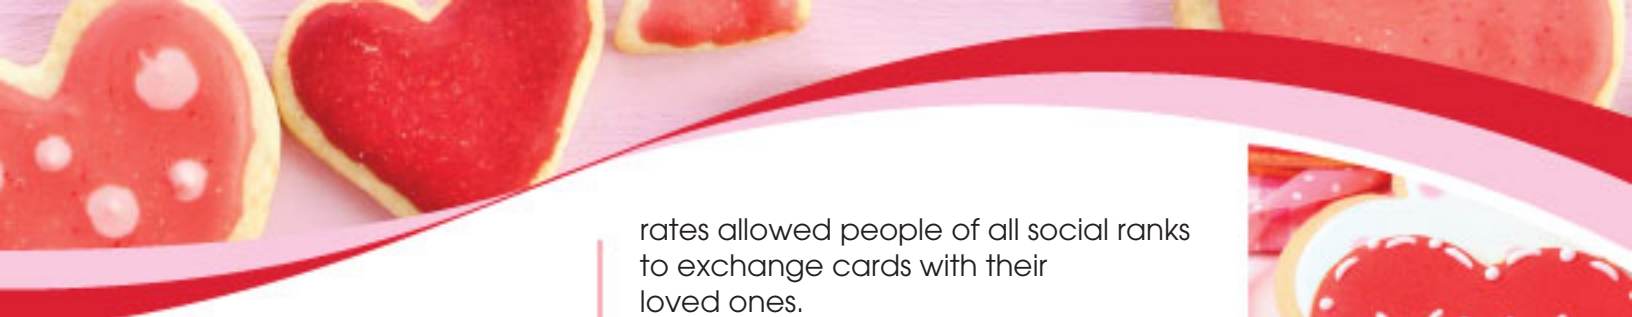 rates allowed people of all social ranks
to exchange cards with their
loved ones.